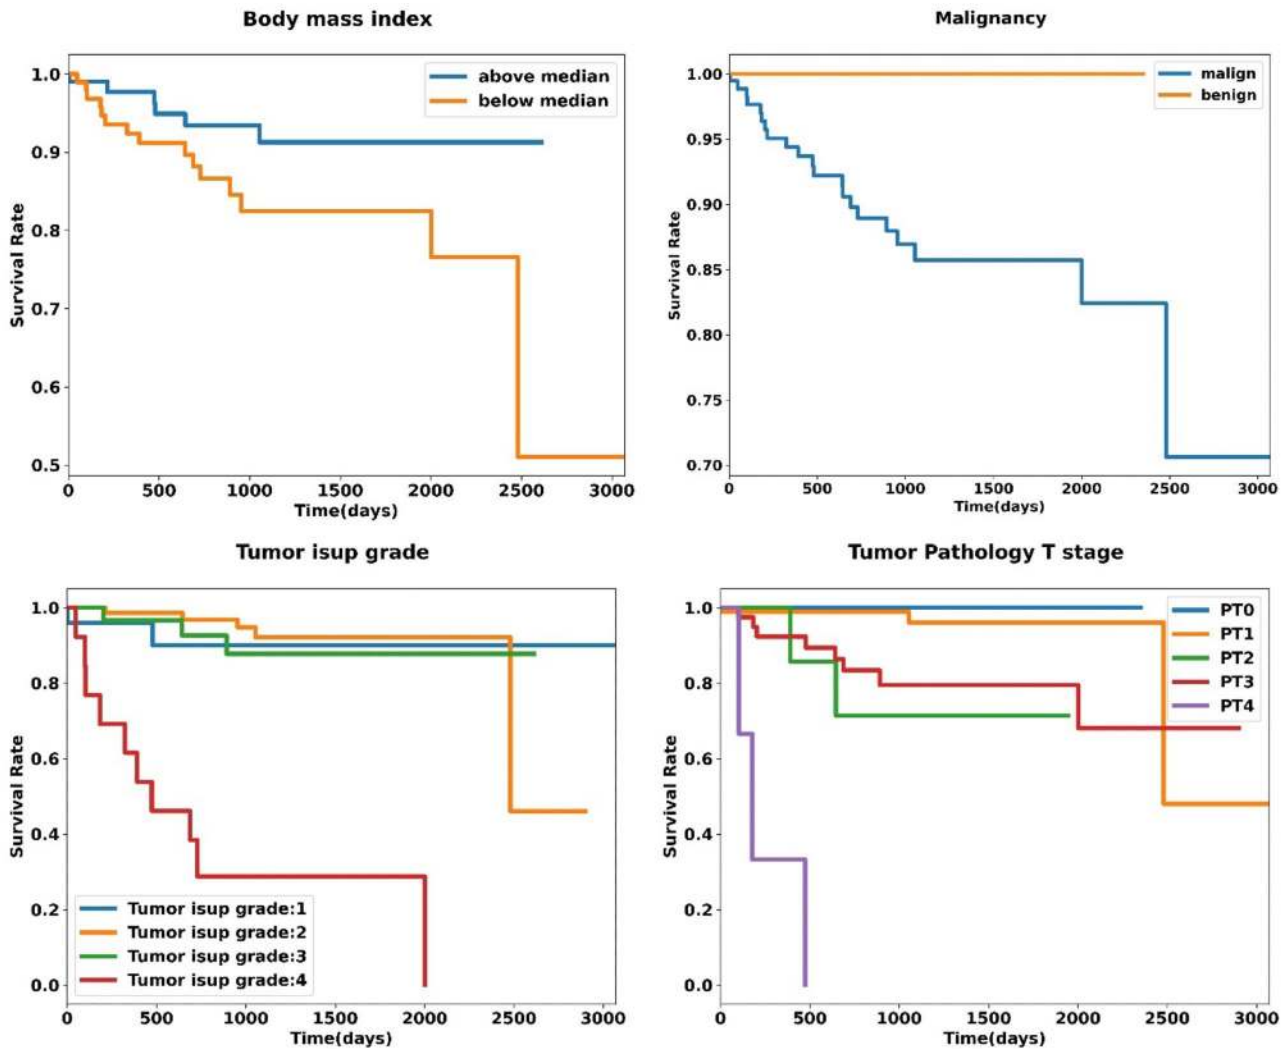 Body mass index
above median
below median
1.0
0.9
0.8
0.7
0.6
0.5
Survival Rate
0 500 1000 1500 2000 2500 3000
Time(days)
Malignancy
malign
benign
1.00
0.95
0.90
0.85
0.80
0.75
0.70
Survival Rate
0 500 1000 1500 2000 2500 3000
Time(days)
Tumor isup grade
1.0
0.8
0.6
0.4
0.2
0.0
Survival Rate
Tumor isup grade:1
Tumor isup grade:2
Tumor isup grade:3
Tumor isup grade:4
0 500 1000 1500 2000 2500 3000
Time(days)
Tumor Pathology T stage
PT0
PT1
PT2
PT3
PT4
1.0
0.8
0.6
0.4
0.2
0.0
Survival Rate
0 500 1000 1500 2000 2500 3000
Time(days)